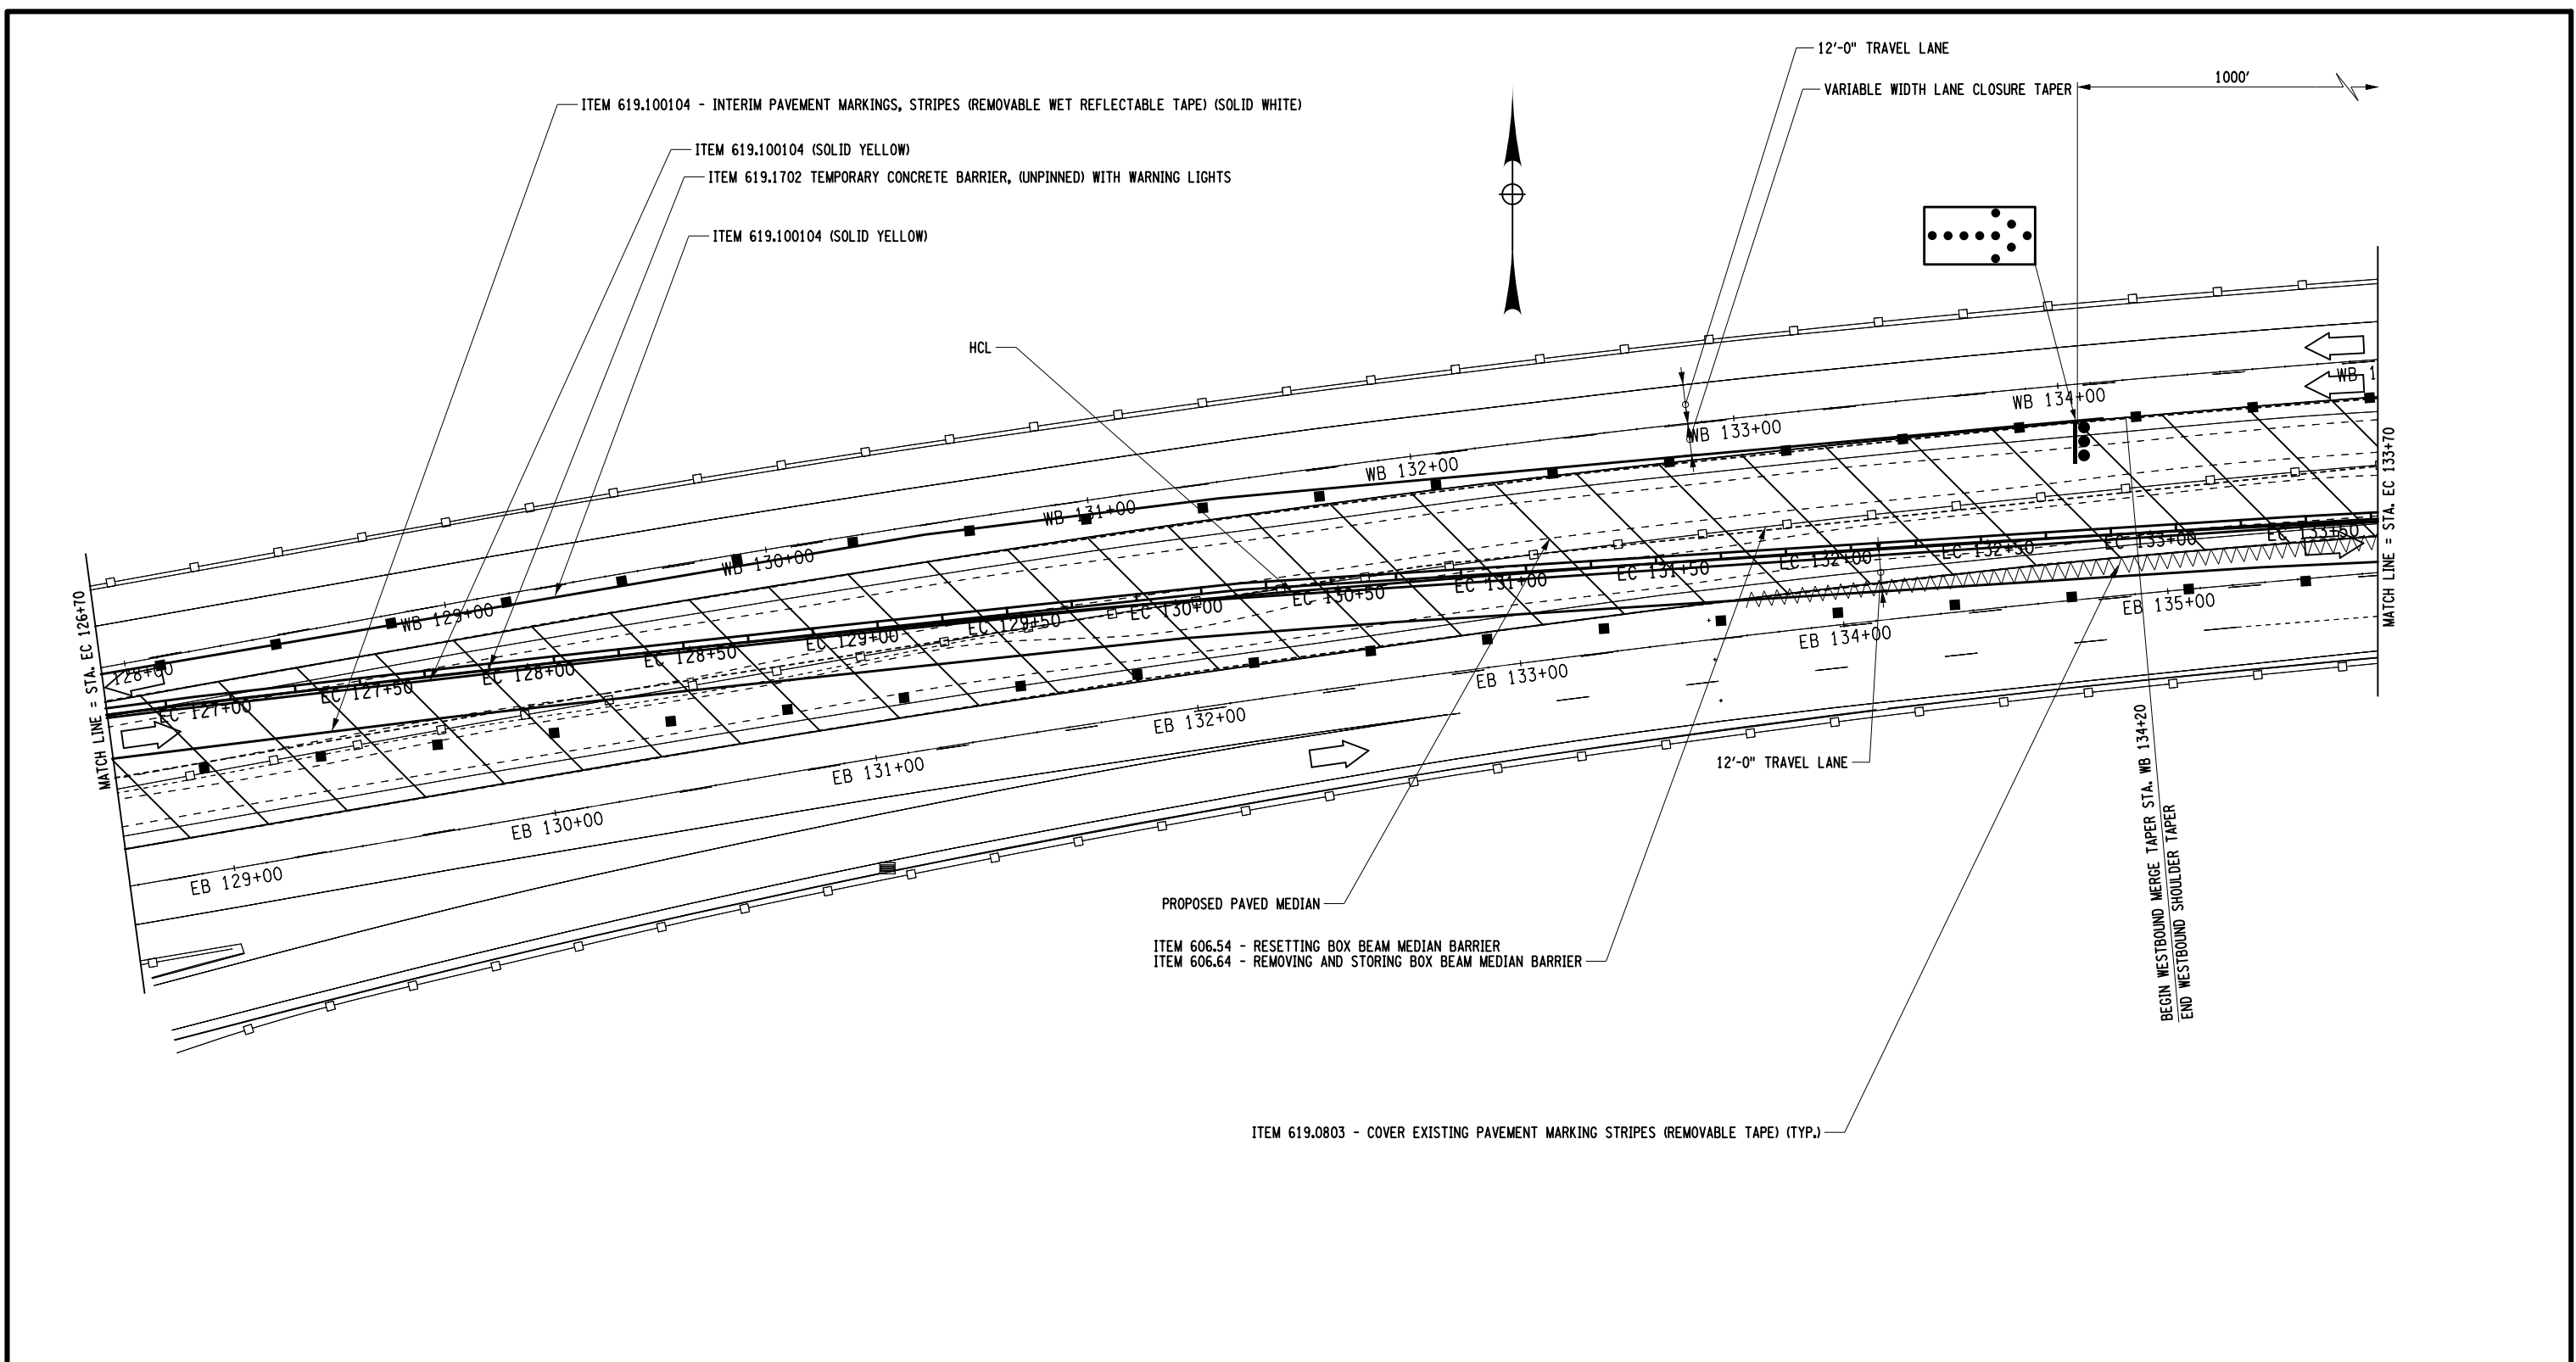 12'-0" TRAVEL LANE
VARIABLE WIDTH LANE CLOSURE TAPER
1000'
ITEM 619.100104 - INTERIM PAVEMENT MARKINGS, STRIPES (REMOVABLE WET REFLECTABLE TAPE) (SOLID WHITE)
ITEM 619.100104 (SOLID YELLOW)
ITEM 619.1702 TEMPORARY CONCRETE BARRIER, (UNPINNED) WITH WARNING LIGHTS
ITEM 619.100104 (SOLID YELLOW)
HCL
MATCH LINE = STA. EC 126+70
128+00
WB 129+00
WB 130+00
WB 131+00
WB 132+00
WB 133+00
WB 134+00
WB 1
EC 127+00
EC 127+50
EC 128+00
EC 128+50
EC 129+00
EC 129+50
EC 130+00
EC 130+50
EC 131+00
EC 131+50
EC 132+00
EC 132+50
EC 133+00
EC 133+50
MATCH LINE = STA. EC 133+70
EB 129+00
EB 130+00
EB 131+00
EB 132+00
EB 133+00
EB 134+00
EB 135+00
12'-0" TRAVEL LANE
BEGIN WESTBOUND MERGE TAPER STA. WB 134+20
END WESTBOUND SHOULDER TAPER
PROPOSED PAVED MEDIAN
ITEM 606.54 - RESETTING BOX BEAM MEDIAN BARRIER
ITEM 606.64 - REMOVING AND STORING BOX BEAM MEDIAN BARRIER
ITEM 619.0803 - COVER EXISTING PAVEMENT MARKING STRIPES (REMOVABLE TAPE) (TYP.)